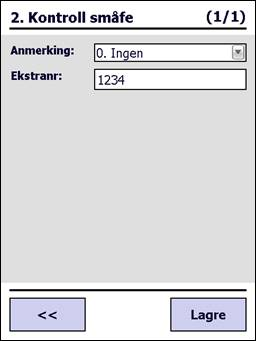 2. Kontroll småfe (1/1)
Anmerking: 0. Ingen
Ekstranr: 1234
<< Lagre